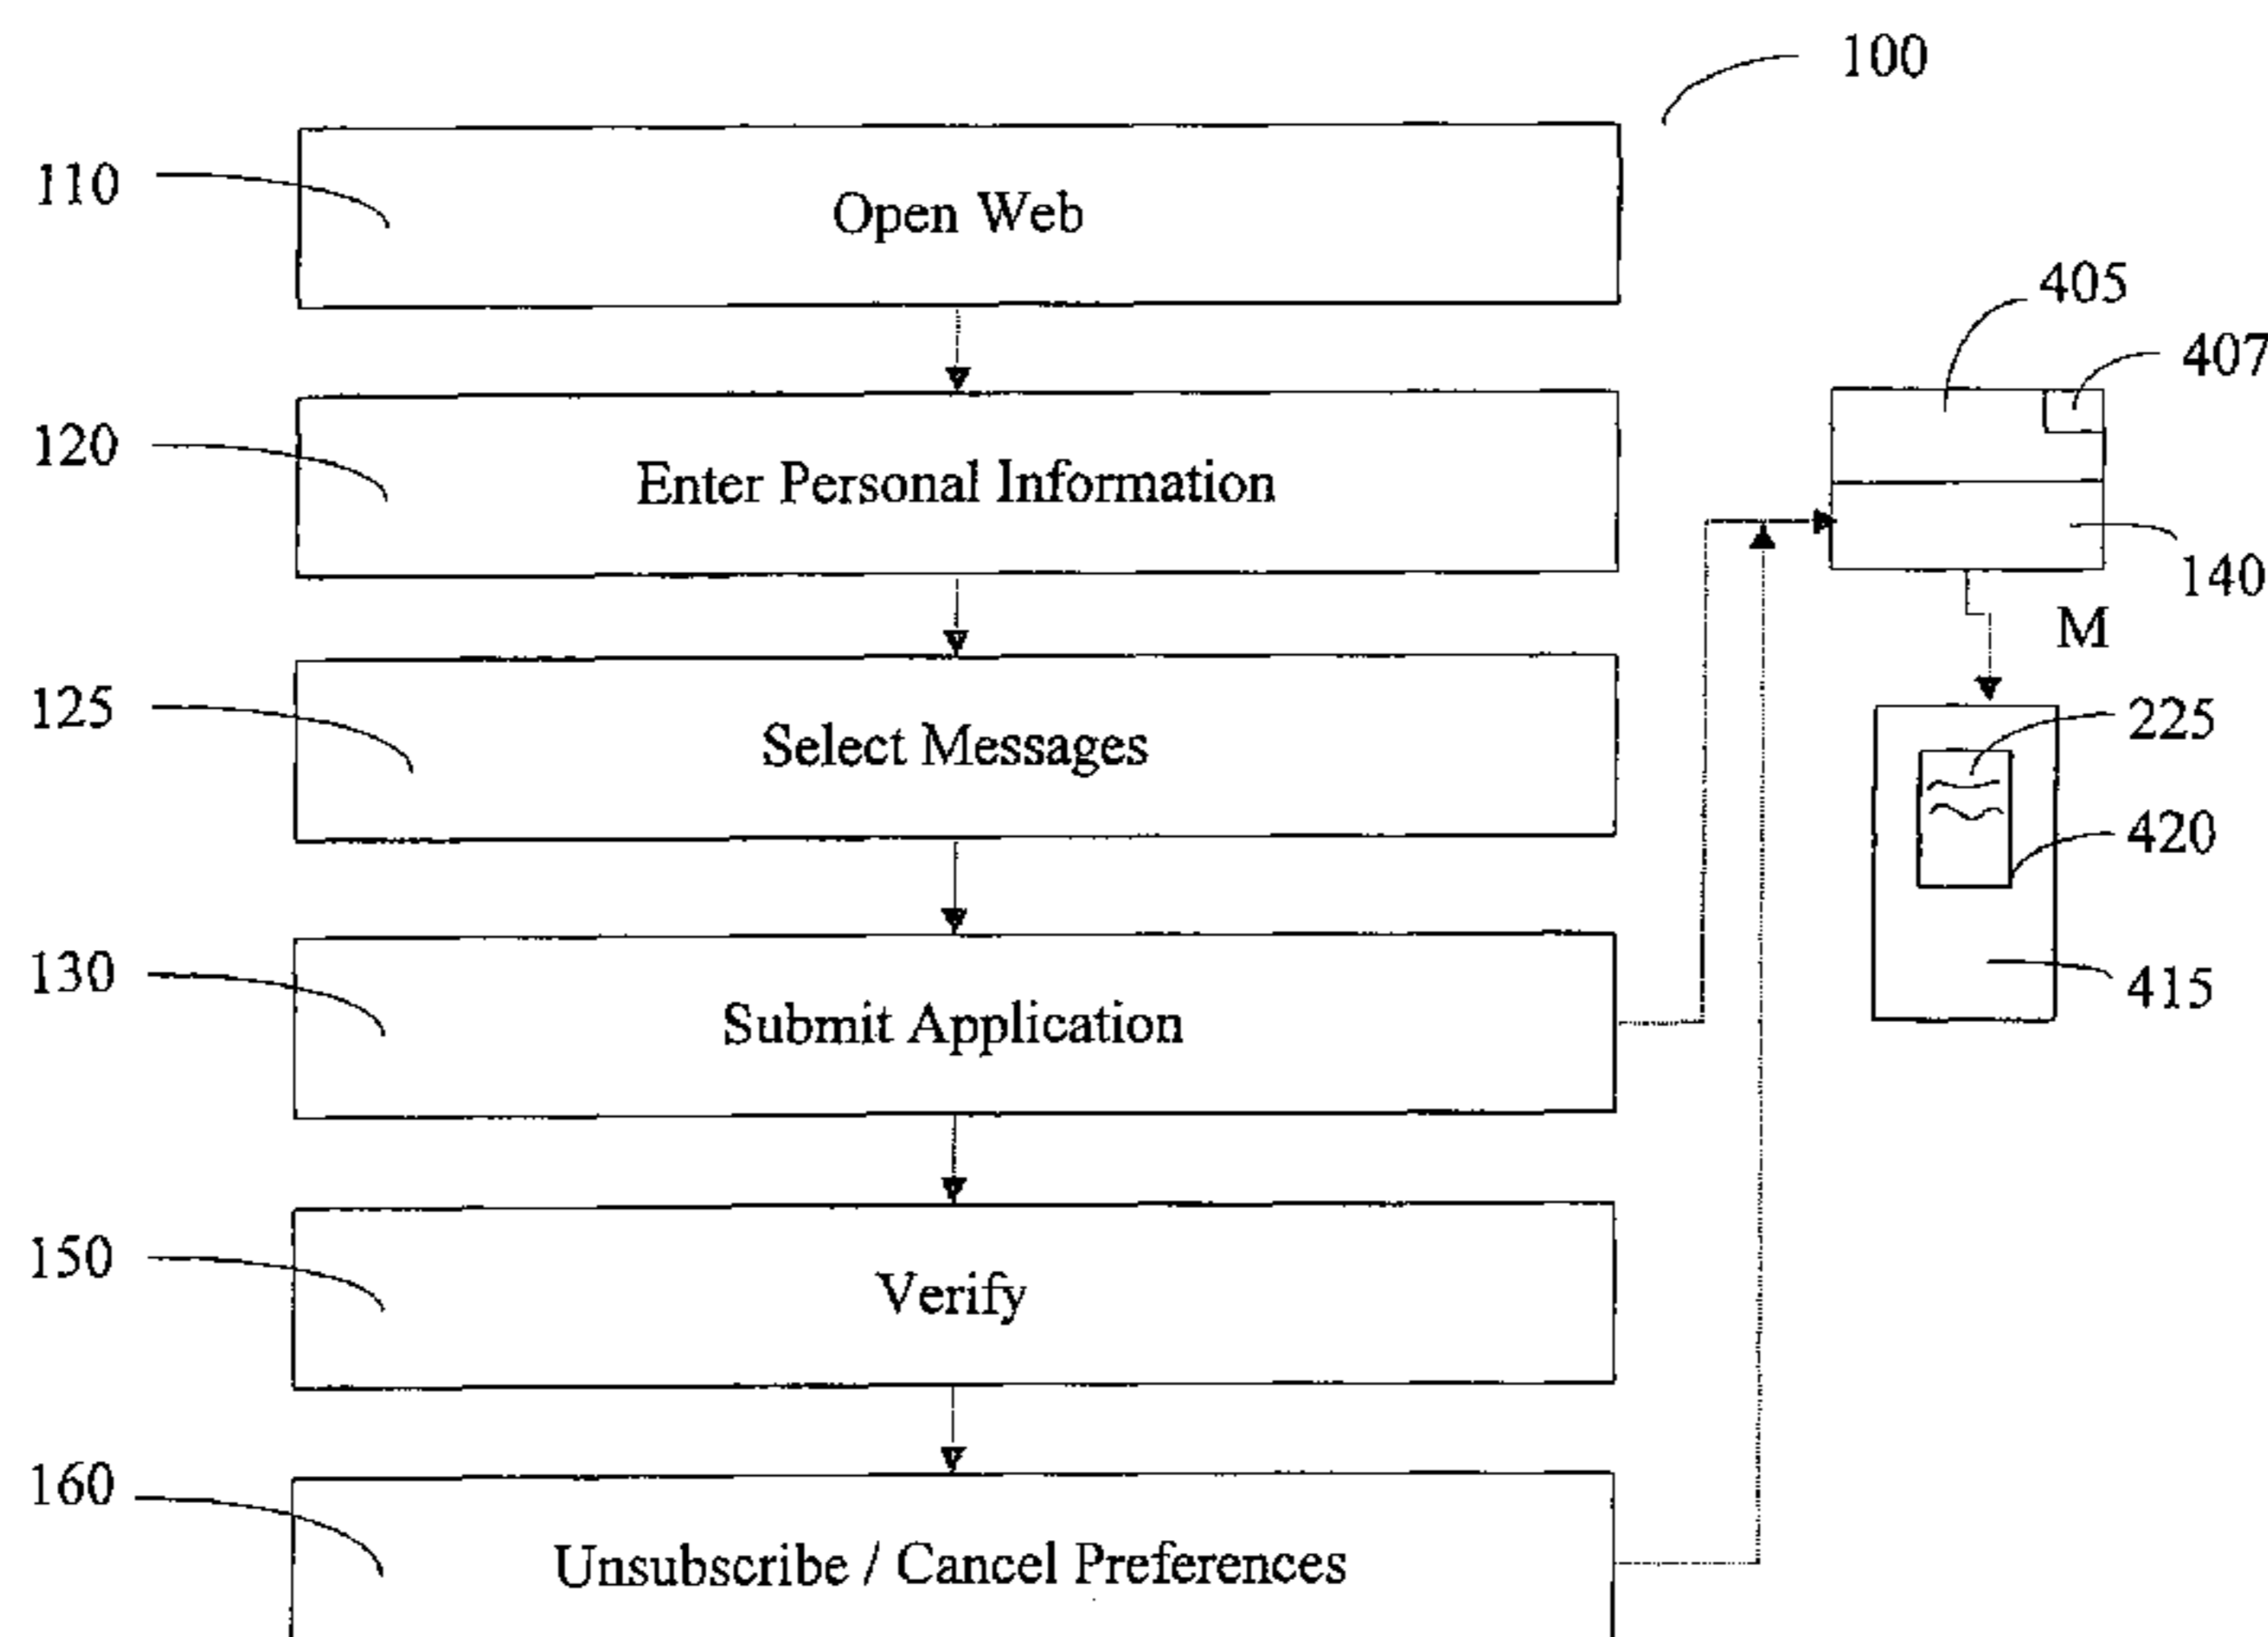 100
110
Open Web
405
407
120
Enter Personal Information
140
M
125
Select Messages
225
420
130
Submit Application
415
150
Verify
160
Unsubscribe / Cancel Preferences